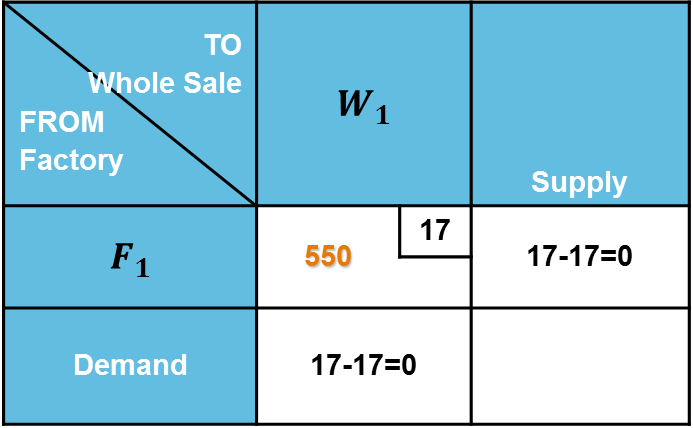 TO
Whole Sale
FROM
Factory
W₁
Supply
F₁
550
17
17-17=0
Demand
17-17=0